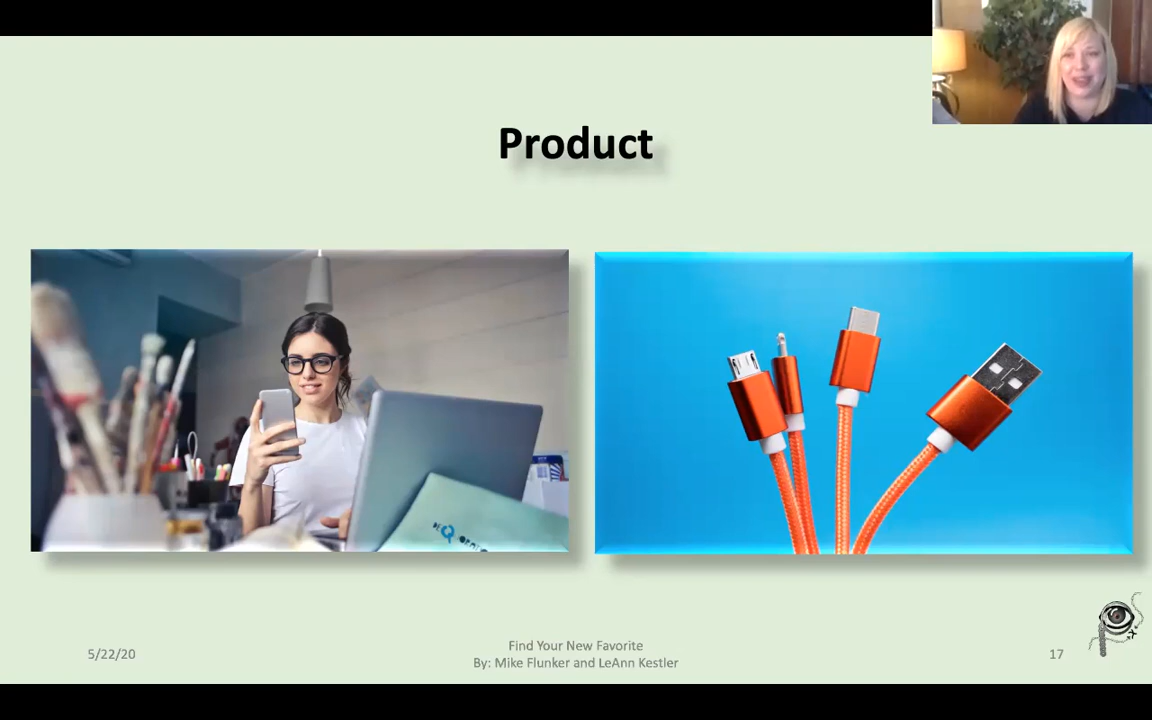 Product
5/22/20
Find Your New Favorite
By: Mike Flunker and LeAnn Kestler
17